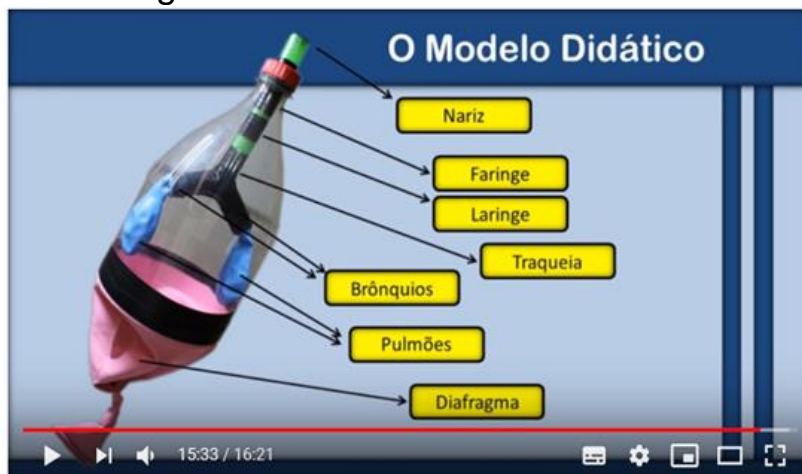 O Modelo Didático
Nariz
Faringe
Laringe
Traqueia
Brônquios
Pulmões
Diafragma
15:33 / 16:21